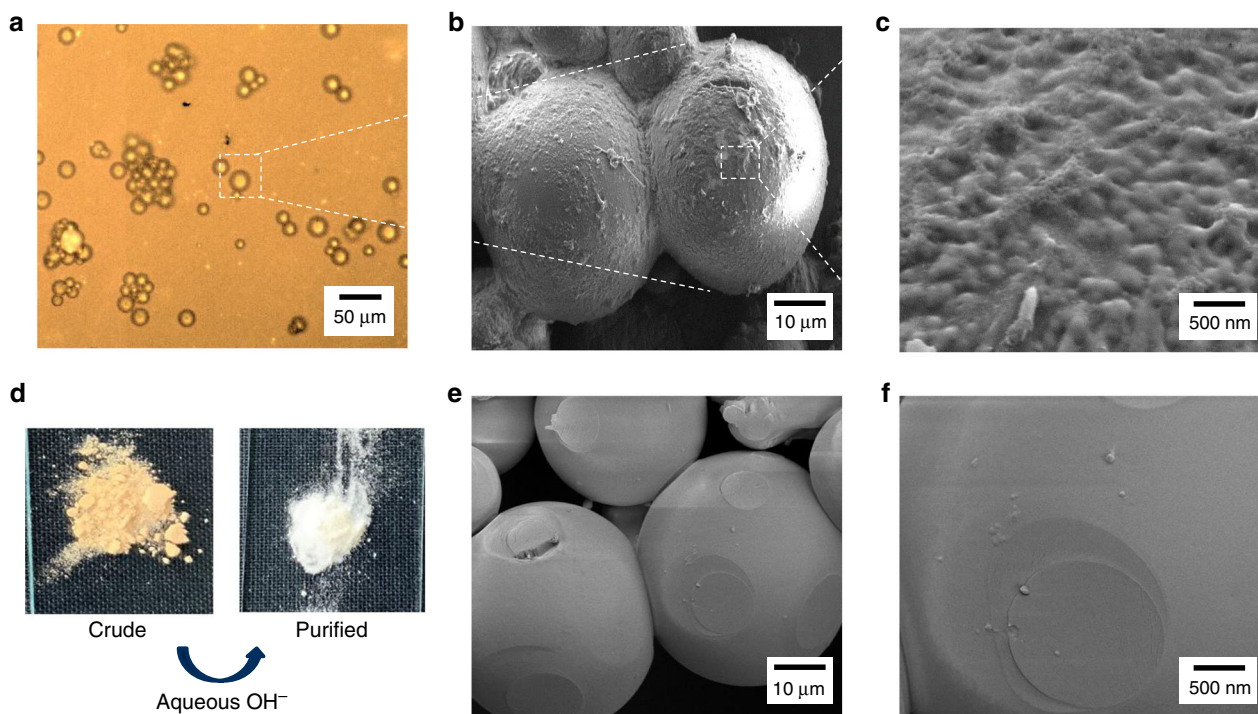 a
b
c
50 μm
10 μm
500 nm
d
e
f
Crude
Purified
Aqueous OH⁻
10 μm
500 nm